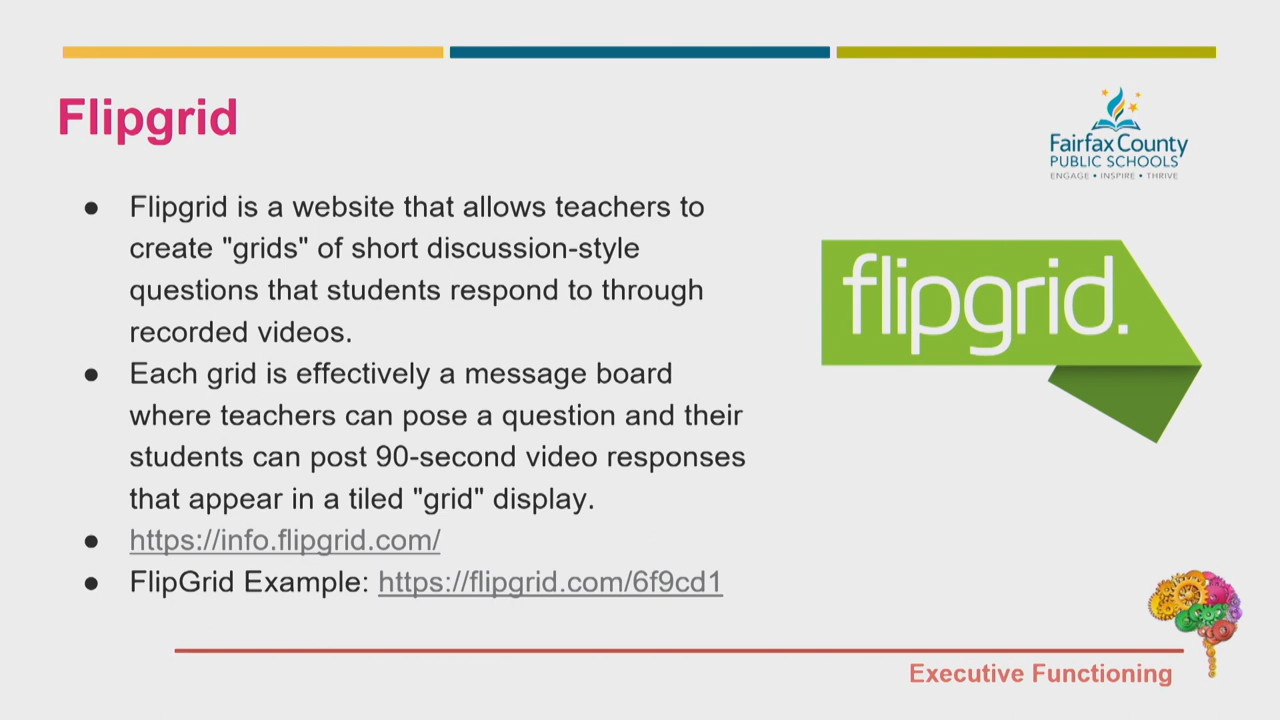 Flipgrid
Fairfax County
PUBLIC SCHOOLS
ENGAGE • INSPIRE • THRIVE
● Flipgrid is a website that allows teachers to
create "grids" of short discussion-style
questions that students respond to through
recorded videos.
● Each grid is effectively a message board
where teachers can pose a question and their
students can post 90-second video responses
that appear in a tiled "grid" display.
● https://info.flipgrid.com/
● FlipGrid Example: https://flipgrid.com/6f9cd1
flipgrid.
Executive Functioning